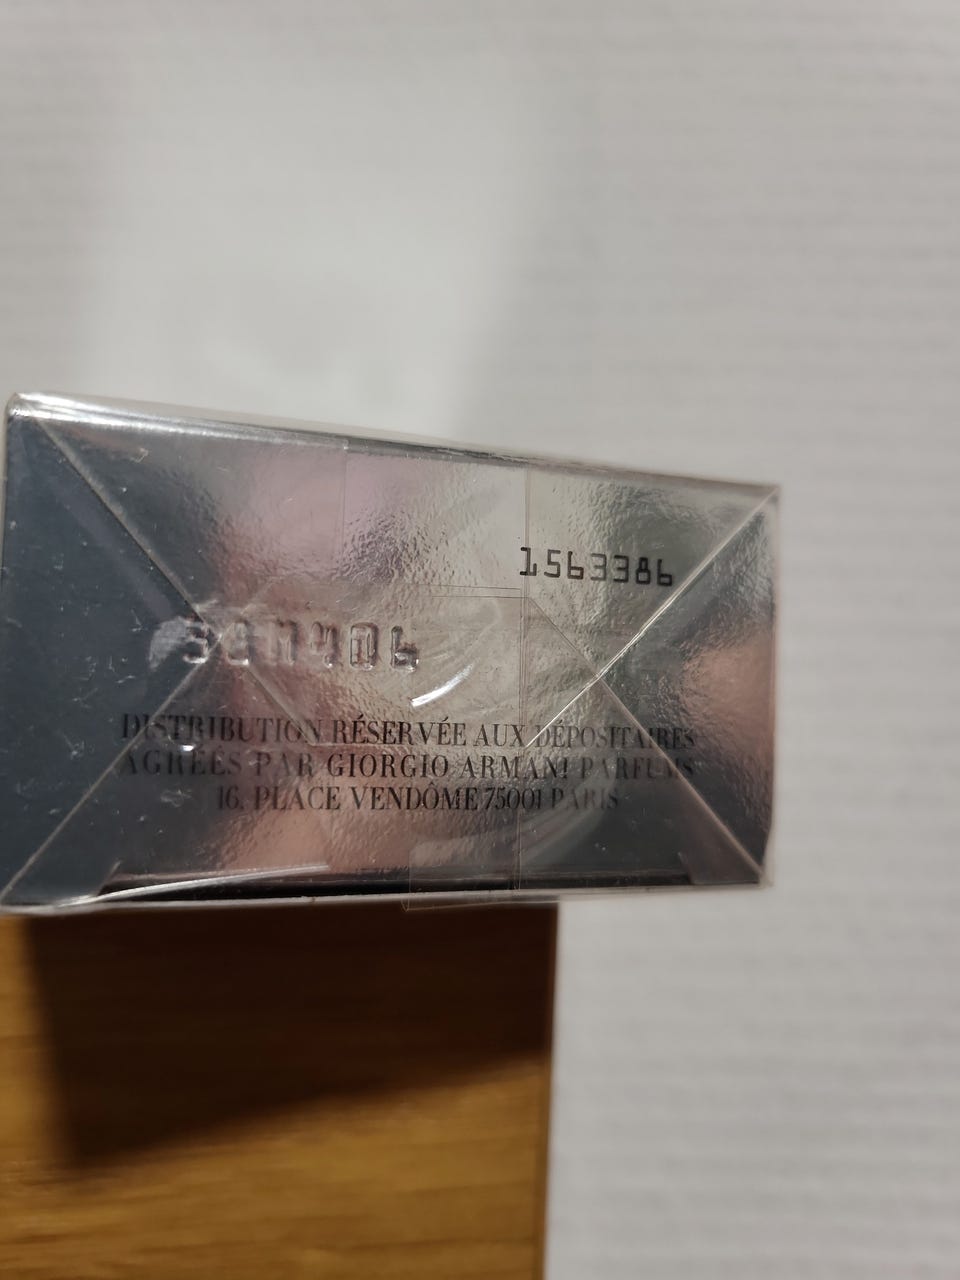 1563386
DISTRIBUTION RÉSERVÉE AUX DÉPOSITAIRES
AGRÉÉS PAR GIORGIO ARMANI PARFUMS
16, PLACE VENDÔME 75001 PARIS